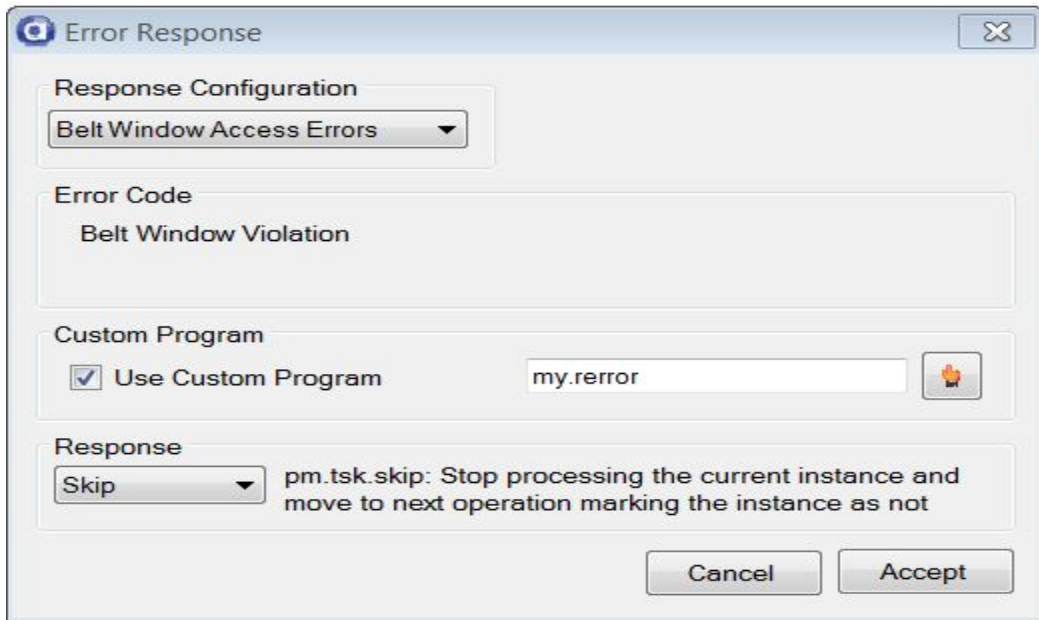 Error Response
Response Configuration
Belt Window Access Errors
Error Code
Belt Window Violation
Custom Program
Use Custom Program
my.rerror
Response
Skip
pm.tsk.skip: Stop processing the current instance and
move to next operation marking the instance as not
Cancel
Accept